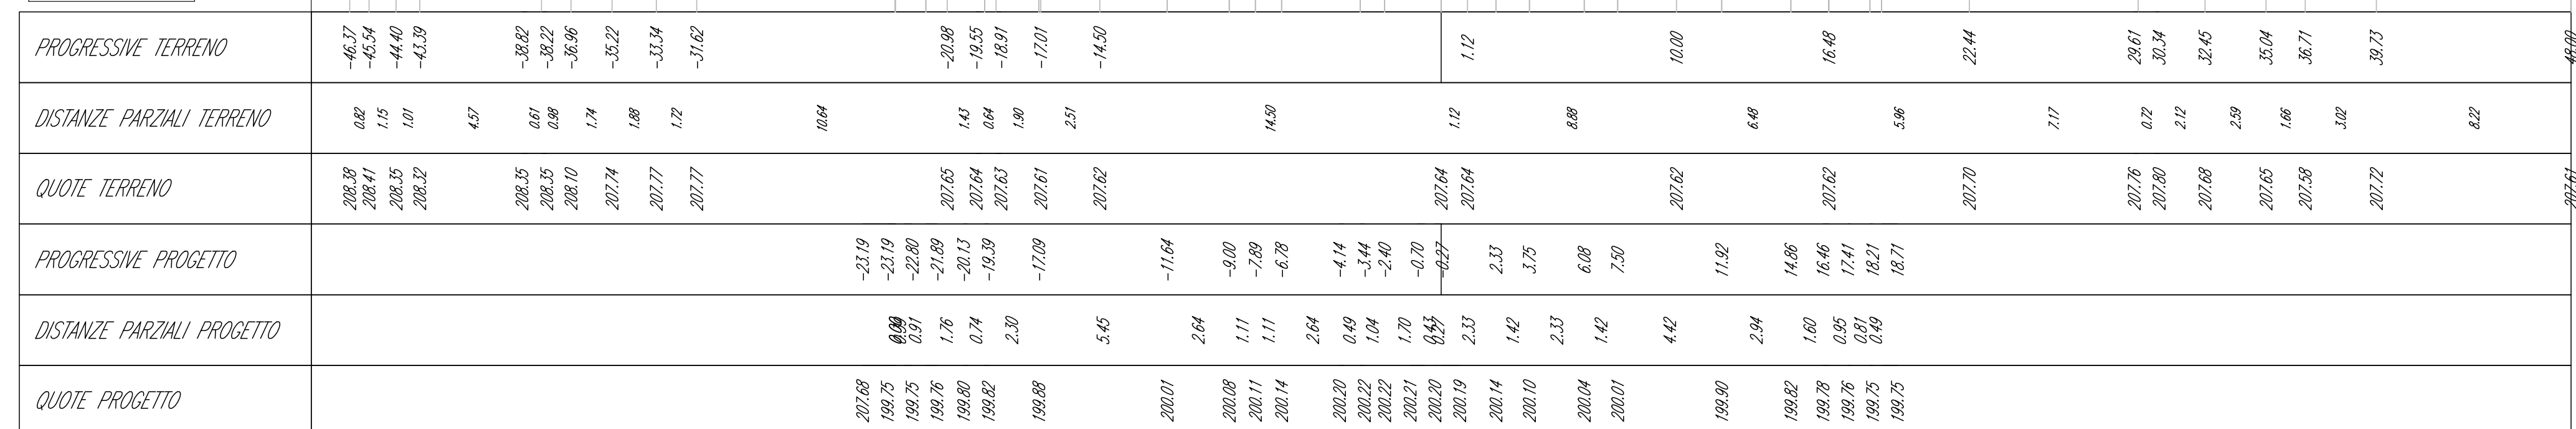 PROGRESSIVE TERRENO -46.37 -45.54 -44.40 -43.39 -38.82 -38.22 -36.96 -35.22 -33.34 -31.62 -20.98 -19.55 -18.91 -17.01 -14.50 1.12 10.00 16.48 22.44 29.61 30.34 32.45 35.04 36.71 39.73
DISTANZE PARZIALI TERRENO 0.82 1.15 1.01 4.57 0.61 0.98 1.74 1.88 1.72 10.64 1.43 0.64 1.90 2.51 14.50 1.12 8.88 6.48 5.96 7.17 0.72 2.12 2.59 1.66 3.02 8.22
QUOTE TERRENO 208.38 208.41 208.35 208.32 208.35 208.35 208.10 207.74 207.77 207.77 207.65 207.64 207.63 207.61 207.62 207.64 207.64 207.62 207.62 207.70 207.76 207.80 207.68 207.65 207.58 207.72
PROGRESSIVE PROGETTO -23.19 -23.19 -22.80 -21.89 -20.13 -19.39 -17.09 -11.64 -9.00 -7.89 -6.78 -4.14 -3.44 -2.40 -0.70 -0.27 2.33 3.75 6.08 7.50 11.92 14.86 16.46 17.41 18.21 18.71
DISTANZE PARZIALI PROGETTO 0.91 1.76 0.74 2.30 5.45 2.64 1.11 1.11 2.64 0.49 1.04 1.70 0.43 0.27 2.33 1.42 2.33 1.42 4.42 2.94 1.60 0.95 0.81 0.49
QUOTE PROGETTO 207.68 199.75 199.75 199.76 199.80 199.82 199.88 200.01 200.08 200.11 200.14 200.20 200.22 200.22 200.21 200.20 200.19 200.14 200.10 200.04 200.01 199.90 199.82 199.78 199.76 199.75 199.75